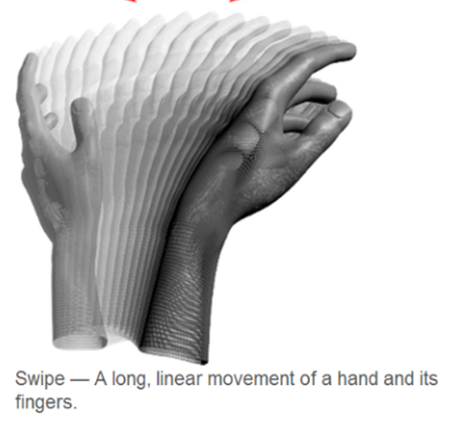 Swipe — A long, linear movement of a hand and its
fingers.